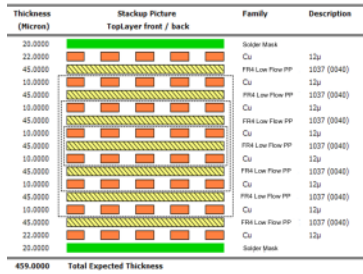 Thickness Stackup Picture Family Description
(Micron) TopLayer front / back
20.0000 Solder Mask
22.0000 Cu 12µ
45.0000 FR4 Low Flow PP 1037 (0040)
10.0000 Cu 12µ
45.0000 FR4 Low Flow PP 1037 (0040)
10.0000 Cu 12µ
45.0000 FR4 Low Flow PP 1037 (0040)
10.0000 Cu 12µ
45.0000 FR4 Low Flow PP 1037 (0040)
10.0000 Cu 12µ
45.0000 FR4 Low Flow PP 1037 (0040)
10.0000 Cu 12µ
45.0000 FR4 Low Flow PP 1037 (0040)
10.0000 Cu 12µ
45.0000 FR4 Low Flow PP 1037 (0040)
22.0000 Cu 12µ
20.0000 Solder Mask
459.0000 Total Expected Thickness